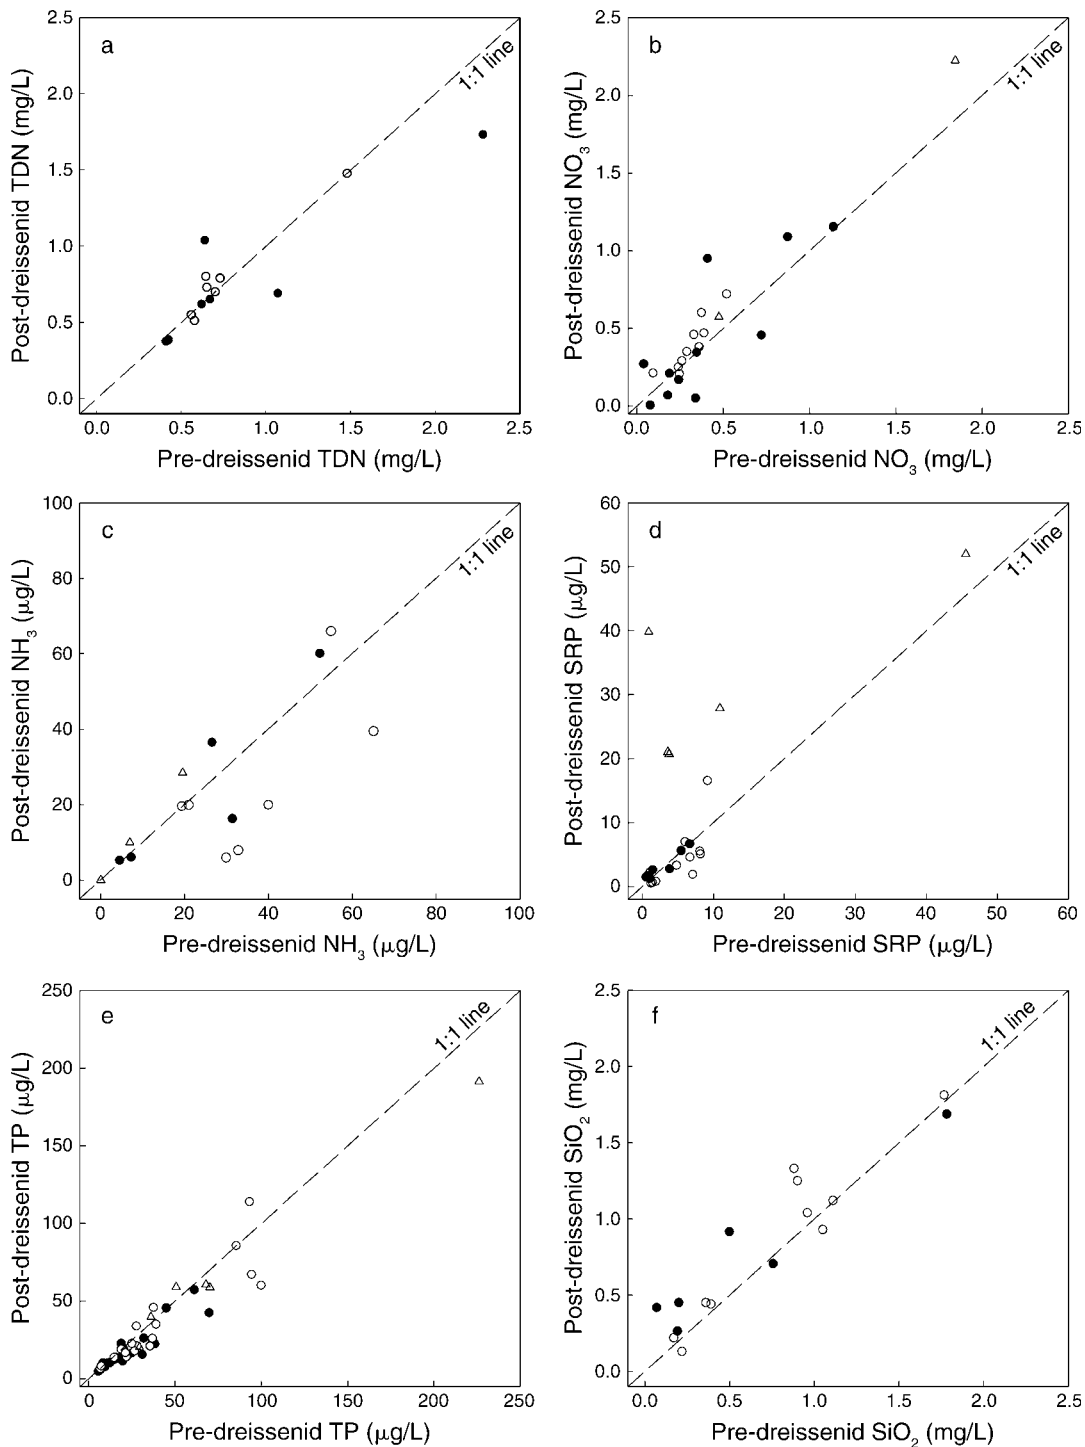 a
1:1 line
Post-dreissenid TDN (mg/L)
2.5
2.0
1.5
1.0
0.5
0.0
0.0 0.5 1.0 1.5 2.0 2.5
Pre-dreissenid TDN (mg/L)
b
1:1 line
Post-dreissenid NO₃ (mg/L)
2.5
2.0
1.5
1.0
0.5
0.0
0.0 0.5 1.0 1.5 2.0 2.5
Pre-dreissenid NO₃ (mg/L)
c
1:1 line
Post-dreissenid NH₃ (μg/L)
100
80
60
40
20
0
0 20 40 60 80 100
Pre-dreissenid NH₃ (μg/L)
d
1:1 line
Post-dreissenid SRP (μg/L)
60
50
40
30
20
10
0
0 10 20 30 40 50 60
Pre-dreissenid SRP (μg/L)
e
1:1 line
Post-dreissenid TP (μg/L)
250
200
150
100
50
0
0 50 100 150 200 250
Pre-dreissenid TP (μg/L)
f
1:1 line
Post-dreissenid SiO₂ (mg/L)
2.5
2.0
1.5
1.0
0.5
0.0
0.0 0.5 1.0 1.5 2.0 2.5
Pre-dreissenid SiO₂ (mg/L)